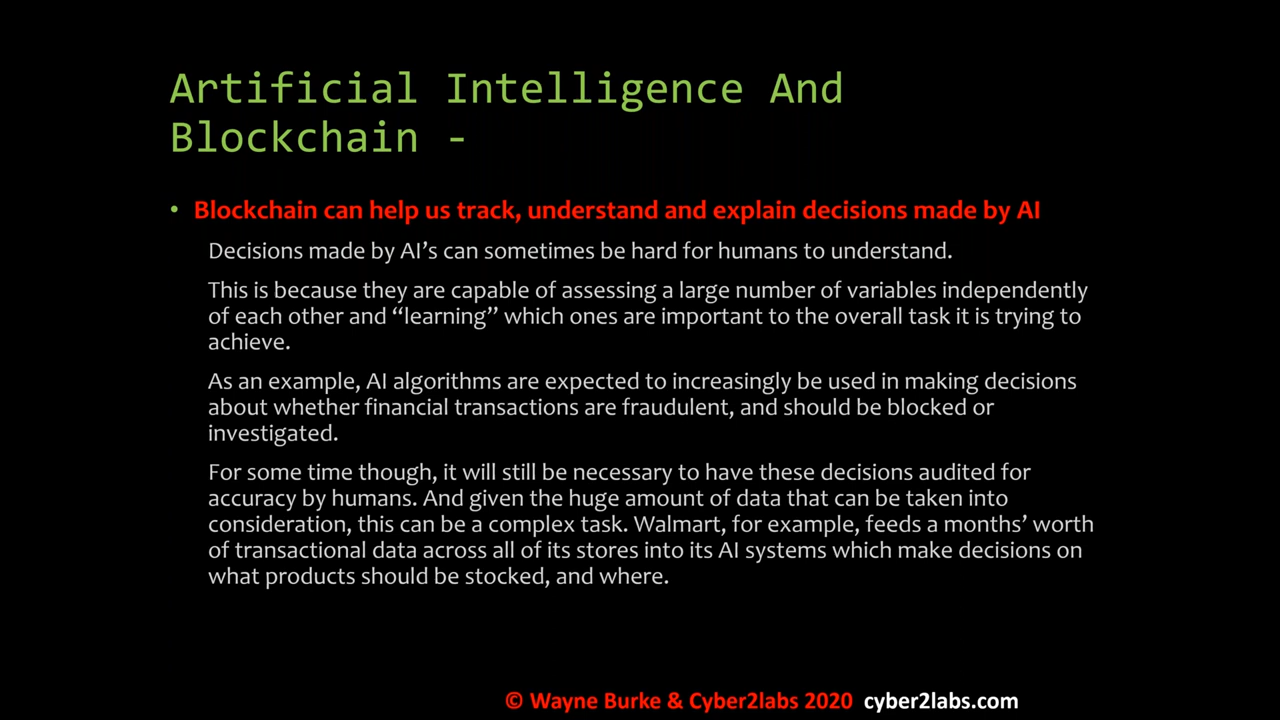 Artificial Intelligence And
Blockchain -
• Blockchain can help us track, understand and explain decisions made by AI
Decisions made by AI’s can sometimes be hard for humans to understand.
This is because they are capable of assessing a large number of variables independently
of each other and “learning” which ones are important to the overall task it is trying to
achieve.
As an example, AI algorithms are expected to increasingly be used in making decisions
about whether financial transactions are fraudulent, and should be blocked or
investigated.
For some time though, it will still be necessary to have these decisions audited for
accuracy by humans. And given the huge amount of data that can be taken into
consideration, this can be a complex task. Walmart, for example, feeds a months’ worth
of transactional data across all of its stores into its AI systems which make decisions on
what products should be stocked, and where.
© Wayne Burke & Cyber2labs 2020 cyber2labs.com